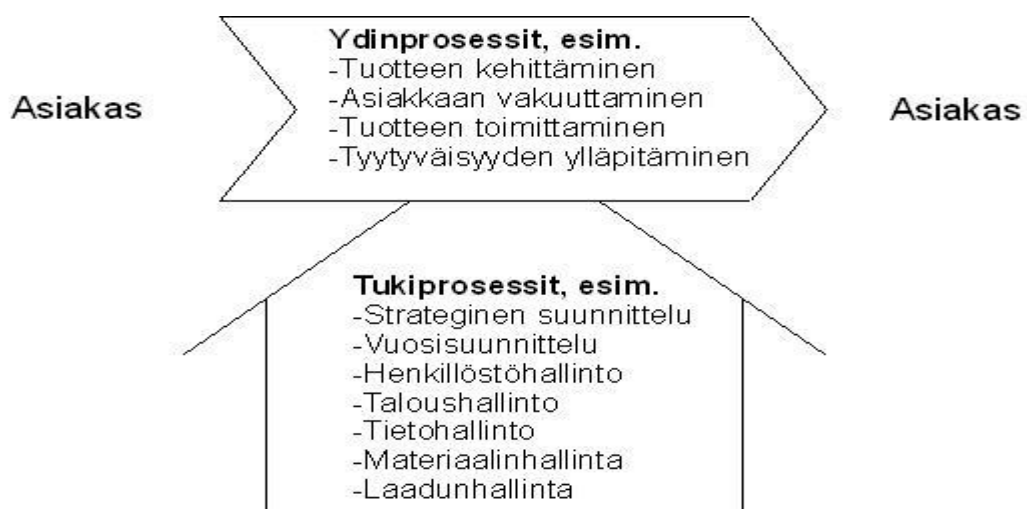 Ydinprosessit, esim.
-Tuotteen kehittäminen
Asiakas
-Asiakkaan vakuuttaminen
Asiakas
-Tuotteen toimittaminen
-Tyytyväisyyden ylläpitäminen
Tukiprosessit, esim.
-Strateginen suunnittelu
-Vuosisuunnittelu
-Henkillöstöhallinto
-Taloushallinto
-Tietohallinto
-Materiaalinhallinta
-Laadunhallinta